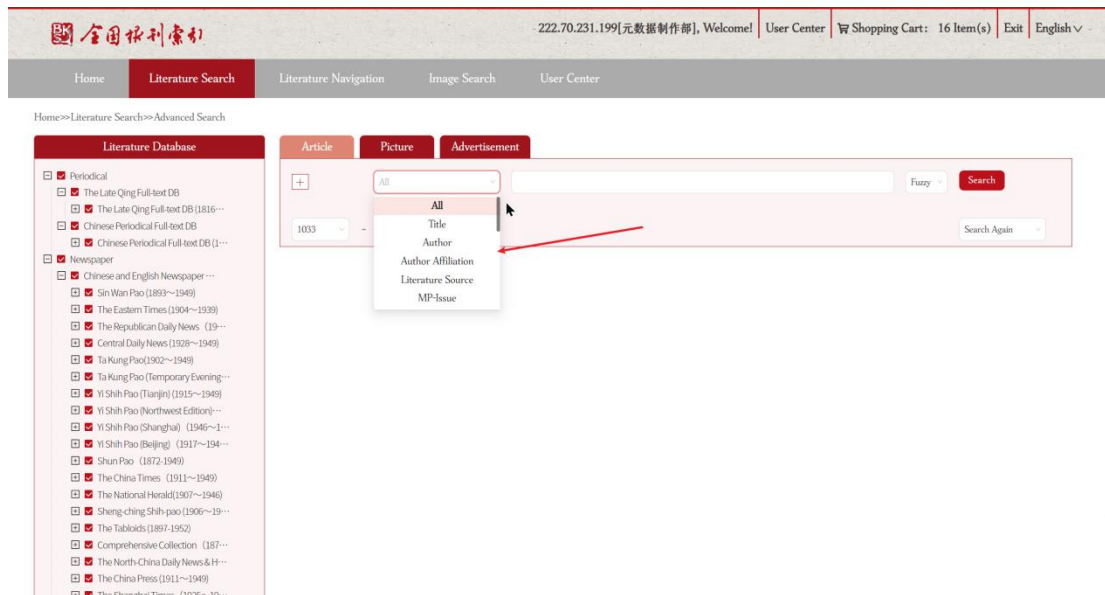 全国报刊索引
222.70.231.199[元数据制作部], Welcome! User Center Shopping Cart: 16 Item(s) Exit English
Home Literature Search Literature Navigation Image Search User Center
Home>>Literature Search>>Advanced Search
Literature Database
Article Picture Advertisement
Periodical
The Late Qing Full-text DB
The Late Qing Full-text DB (1816···
Chinese Periodical Full-text DB
Chinese Periodical Full-text DB (1···
Newspaper
Chinese and English Newspaper···
Sin Wan Pao (1893～1949)
The Eastern Times (1904～1939)
The Republican Daily News（19···
Central Daily News (1928～1949)
Ta Kung Pao(1902～1949)
Ta Kung Pao (Temporary Evening···
Yi Shih Pao (Tianjin) (1915～1949)
Yi Shih Pao (Northwest Edition)···
Yi Shih Pao (Shanghai)（1946～1···
Yi Shih Pao (Beijing)（1917～194···
Shun Pao（1872-1949)
The China Times（1911～1949)
The National Herald(1907～1946)
Sheng-ching Shih-pao (1906～19···
The Tabloids (1897-1952)
Comprehensive Collection（187···
The North-China Daily News & H···
The China Press (1911～1949)
The Shanghai Times
All
Fuzzy
Search
1033 -
Search Again
All
Title
Author
Author Affiliation
Literature Source
MP-Issue